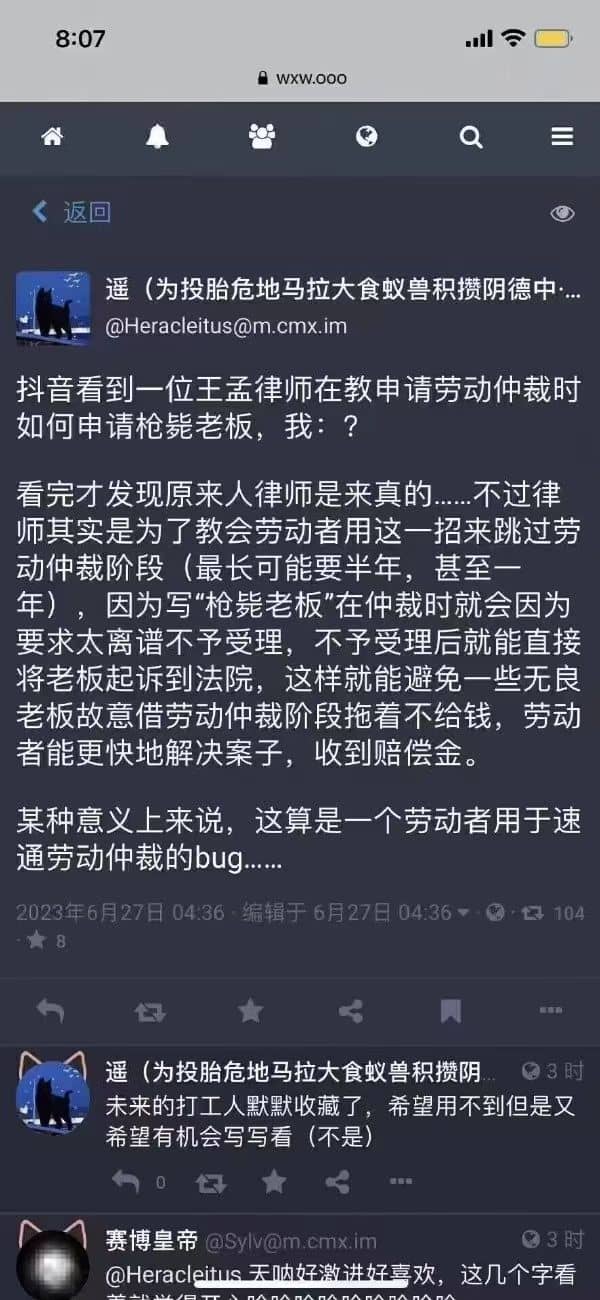 8:07
wxw.ooo
返回
遥（为投胎危地马拉大食蚁兽积攒阴德中·...
@Heracleitus@m.cmx.im
抖音看到一位王孟律师在教申请劳动仲裁时
如何申请枪毙老板，我：？
看完才发现原来人律师是来真的......不过律
师其实是为了教会劳动者用这一招来跳过劳
动仲裁阶段（最长可能要半年，甚至一
年），因为写“枪毙老板”在仲裁时就会因为
要求太离谱不予受理，不予受理后就能直接
将老板起诉到法院，这样就能避免一些无良
老板故意借劳动仲裁阶段拖着不给钱，劳动
者能更快地解决案子，收到赔偿金。
某种意义上来说，这算是一个劳动者用于速
通劳动仲裁的bug......
2023年6月27日 04:36 · 编辑于 6月27日 04:36 · 104
· 8
遥（为投胎危地马拉大食蚁兽积攒阴... 3 时
未来的打工人默默收藏了，希望用不到但是又
希望有机会写写看（不是）
0
赛博皇帝 @Sylv@m.cmx.im 3 时
@Heracleitus 天呐好激进好喜欢，这几个字看